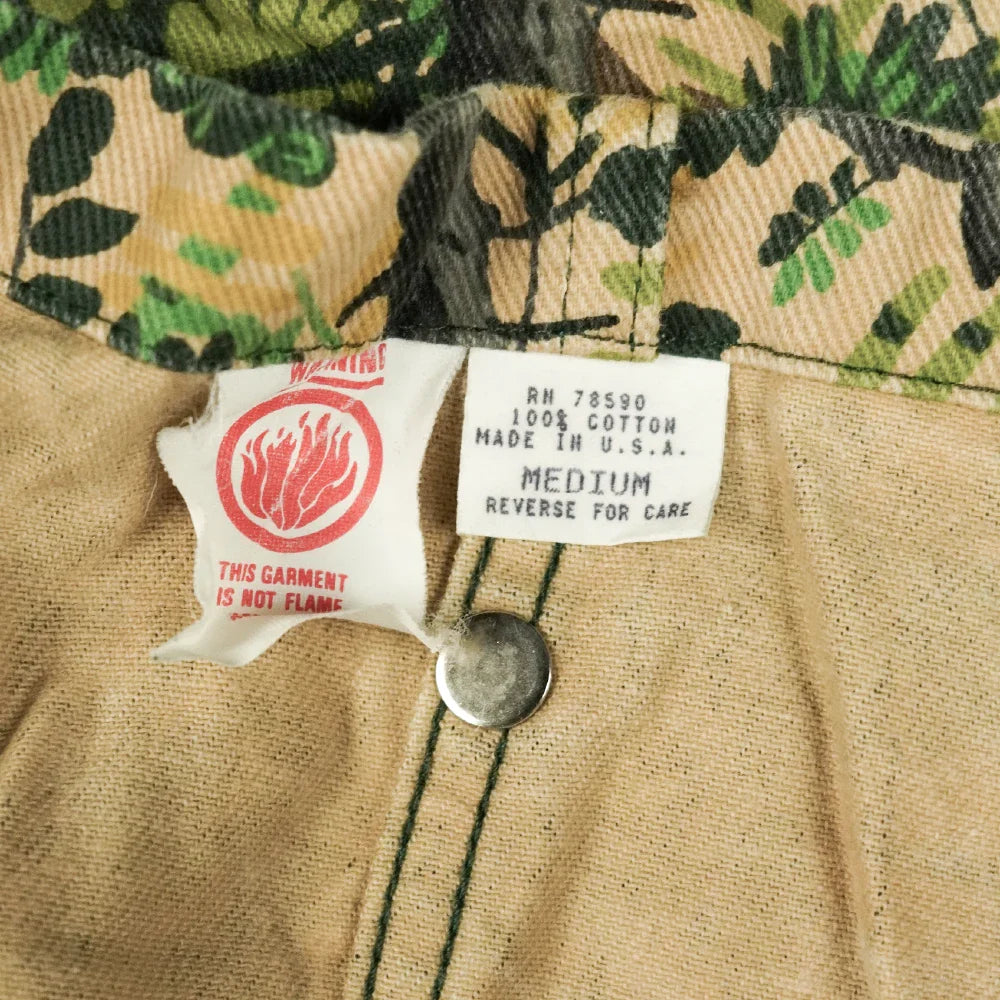 WARNING
THIS GARMENT
IS NOT FLAME
RN 78590
100% COTTON
MADE IN U.S.A.
MEDIUM
REVERSE FOR CARE